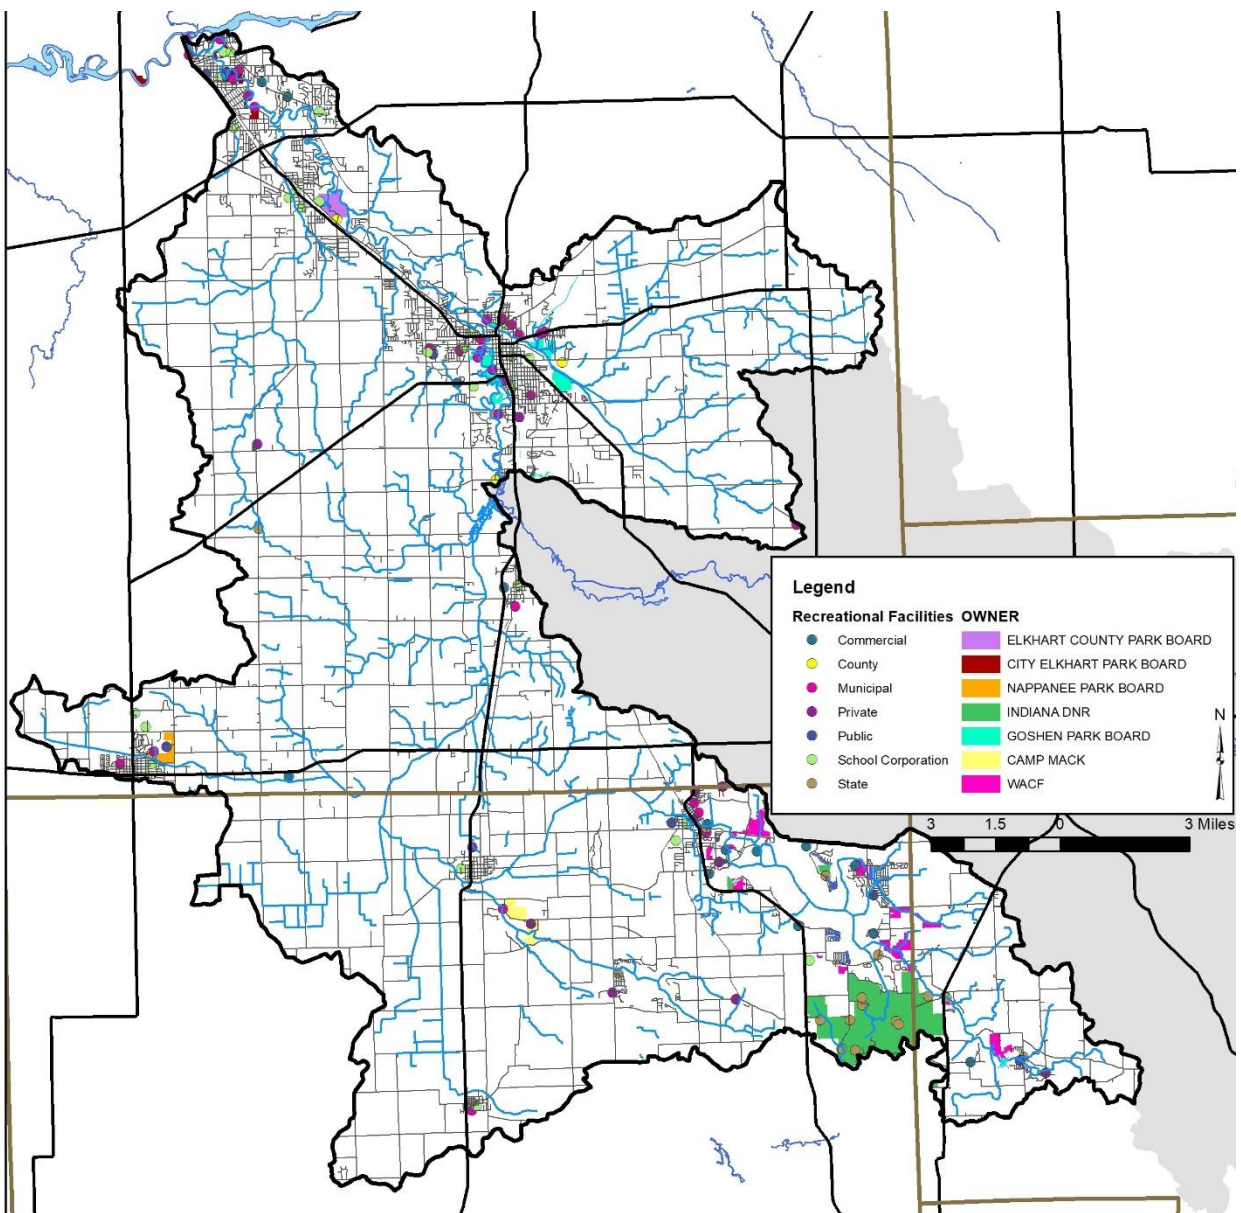 Legend
Recreational Facilities OWNER
Commercial ELKHART COUNTY PARK BOARD
County CITY ELKHART PARK BOARD
Municipal NAPPANEE PARK BOARD
Private INDIANA DNR
Public GOSHEN PARK BOARD
School Corporation CAMP MACK
State WACF
N
3 1.5 0 3 Miles